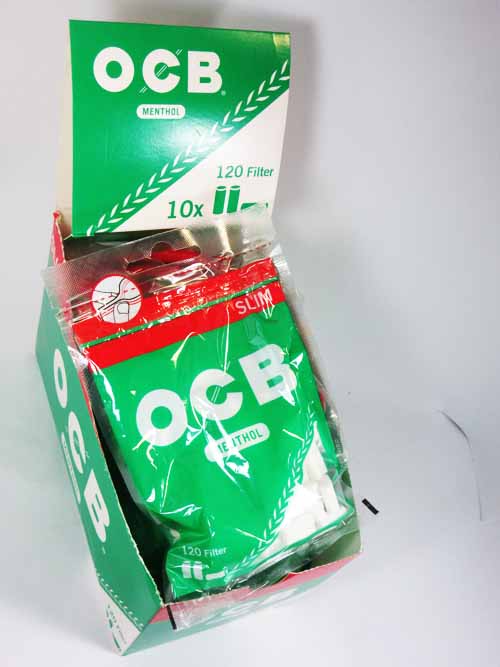 OCB®
MENTHOL
120 Filter
10x
SLIM
OCB
MENTHOL
120 Filter
OCB